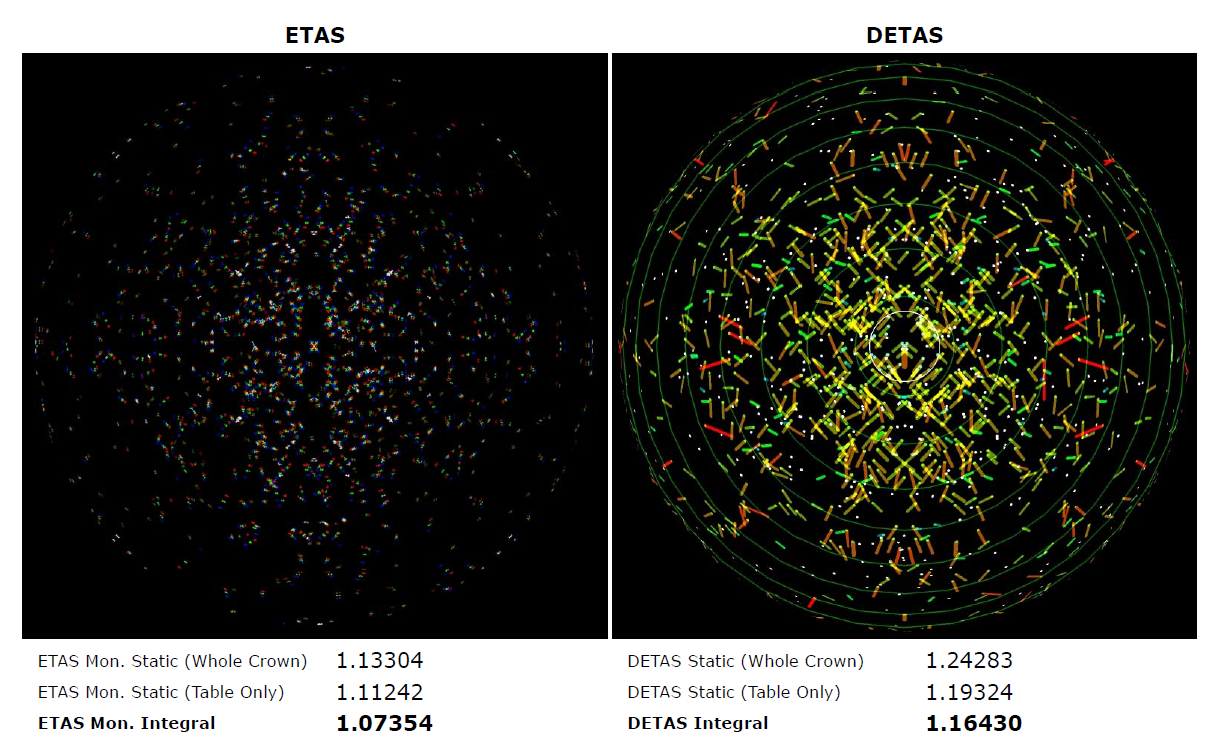 ETAS DETAS
ETAS Mon. Static (Whole Crown) 1.13304 DETAS Static (Whole Crown) 1.24283
ETAS Mon. Static (Table Only) 1.11242 DETAS Static (Table Only) 1.19324
ETAS Mon. Integral 1.07354 DETAS Integral 1.16430